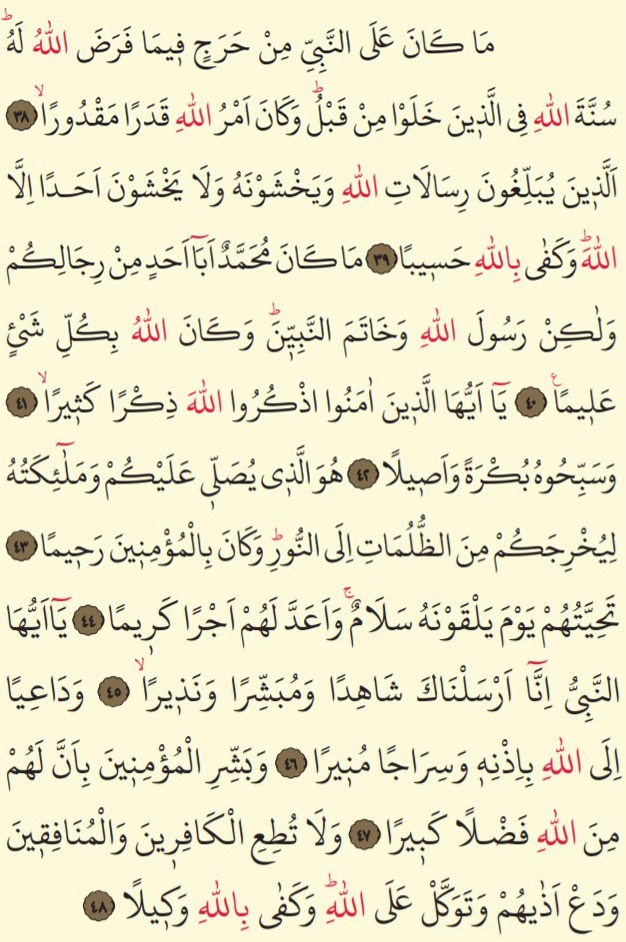 مَا كَانَ عَلَى النَّبِيِّ مِنْ حَرَجٍ ف۪يمَا فَرَضَ اللّٰهُ لَهُۜ
سُنَّةَ اللّٰهِ فِي الَّذ۪ينَ خَلَوْا مِنْ قَبْلُۜ وَكَانَ اَمْرُ اللّٰهِ قَدَرًا مَقْدُورًاۙ ﴿٣٨﴾
اَلَّذ۪ينَ يُبَلِّغُونَ رِسَالَاتِ اللّٰهِ وَيَخْشَوْنَهُ وَلَا يَخْشَوْنَ اَحَدًا اِلَّا
اللّٰهَۜ وَكَفٰى بِاللّٰهِ حَس۪يبًا ﴿٣٩﴾ مَا كَانَ مُحَمَّدٌ اَبَٓا اَحَدٍ مِنْ رِجَالِكُمْ
وَلٰكِنْ رَسُولَ اللّٰهِ وَخَاتَمَ النَّبِيّ۪نَۜ وَكَانَ اللّٰهُ بِكُلِّ شَيْءٍ
عَل۪يمًاۧ ﴿٤٠﴾ يَٓا اَيُّهَا الَّذ۪ينَ اٰمَنُوا اذْكُرُوا اللّٰهَ ذِكْرًا كَث۪يرًاۙ ﴿٤١﴾
وَسَبِّحُوهُ بُكْرَةً وَاَص۪يلًا ﴿٤٢﴾ هُوَ الَّذ۪ي يُصَلّ۪ي عَلَيْكُمْ وَمَلٰٓئِكَتُهُ
لِيُخْرِجَكُمْ مِنَ الظُّلُمَاتِ اِلَى النُّورِۜ وَكَانَ بِالْمُؤْمِن۪ينَ رَح۪يمًا ﴿٤٣﴾
تَحِيَّتُهُمْ يَوْمَ يَلْقَوْنَهُ سَلَامٌۚ وَاَعَدَّ لَهُمْ اَجْرًا كَر۪يمًا ﴿٤٤﴾ يَٓا اَيُّهَا
النَّبِيُّ اِنَّٓا اَرْسَلْنَاكَ شَاهِدًا وَمُبَشِّرًا وَنَذ۪يرًاۙ ﴿٤٥﴾ وَدَاعِيًا
اِلَى اللّٰهِ بِاِذْنِه۪ وَسِرَاجًا مُن۪يرًا ﴿٤٦﴾ وَبَشِّرِ الْمُؤْمِن۪ينَ بِاَنَّ لَهُمْ
مِنَ اللّٰهِ فَضْلًا كَب۪يرًا ﴿٤٧﴾ وَلَا تُطِعِ الْكَافِر۪ينَ وَالْمُنَافِق۪ينَ
وَدَعْ اَذٰيهُمْ وَتَوَكَّلْ عَلَى اللّٰهِۜ وَكَفٰى بِاللّٰهِ وَك۪يلًا ﴿٤٨﴾